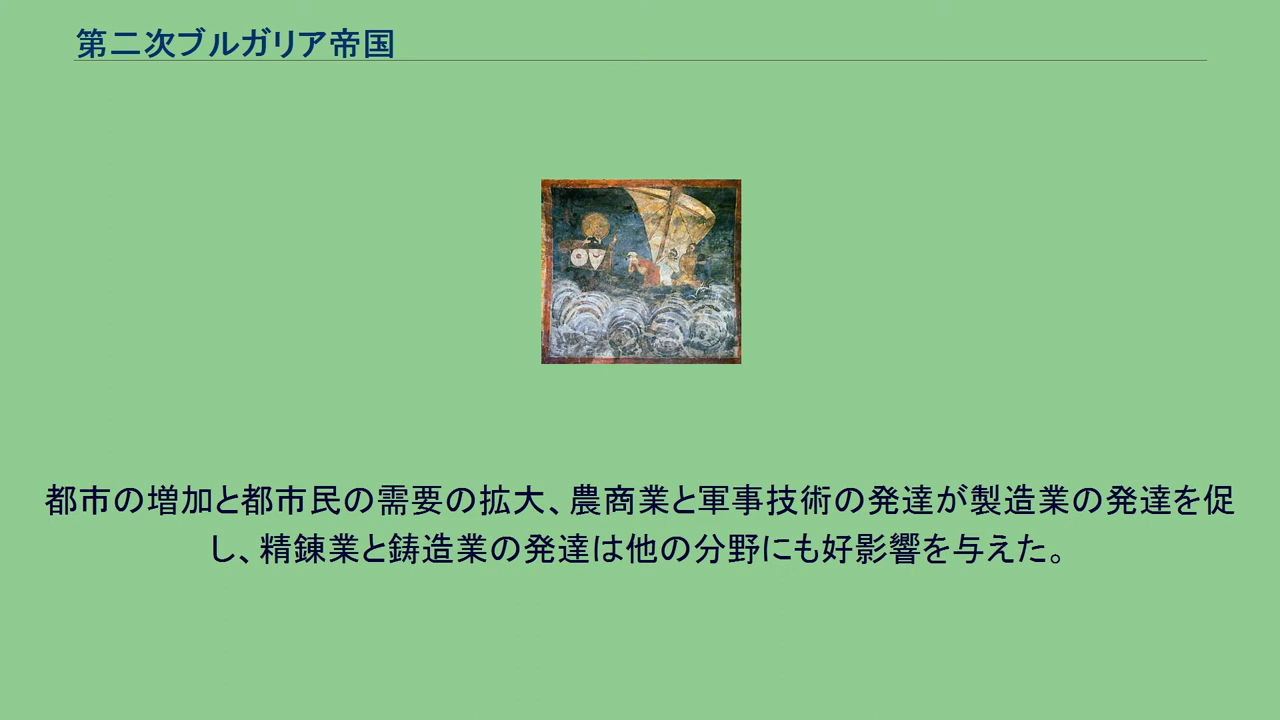 第二次ブルガリア帝国
都市の増加と都市民の需要の拡大、農商業と軍事技術の発達が製造業の発達を促
し、精錬業と鋳造業の発達は他の分野にも好影響を与えた。